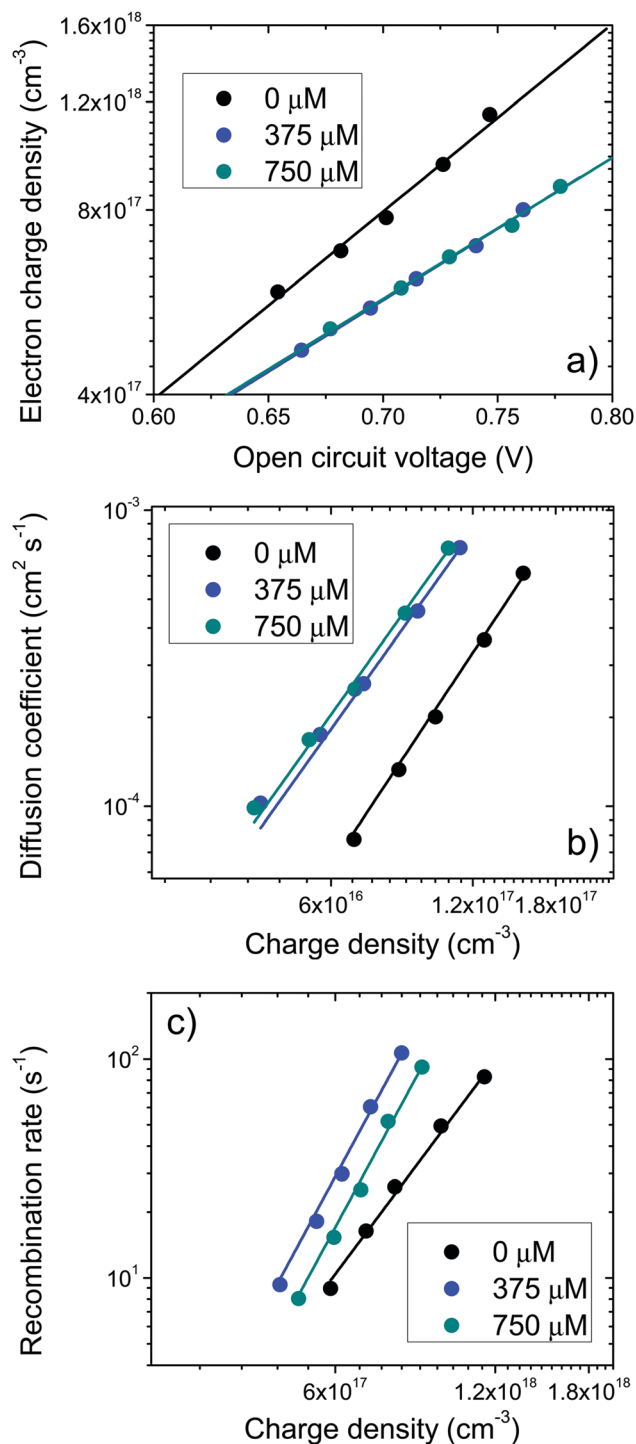 1.6x10^18
1.2x10^18
8x10^17
4x10^17
Electron charge density (cm^-3)
0 μM
375 μM
750 μM
a)
0.60 0.65 0.70 0.75 0.80
Open circuit voltage (V)
10^-3
10^-4
Diffusion coefficient (cm^2 s^-1)
0 μM
375 μM
750 μM
b)
6x10^16 1.2x10^17 1.8x10^17
Charge density (cm^-3)
c)
10^2
10^1
Recombination rate (s^-1)
0 μM
375 μM
750 μM
6x10^17 1.2x10^18 1.8x10^18
Charge density (cm^-3)